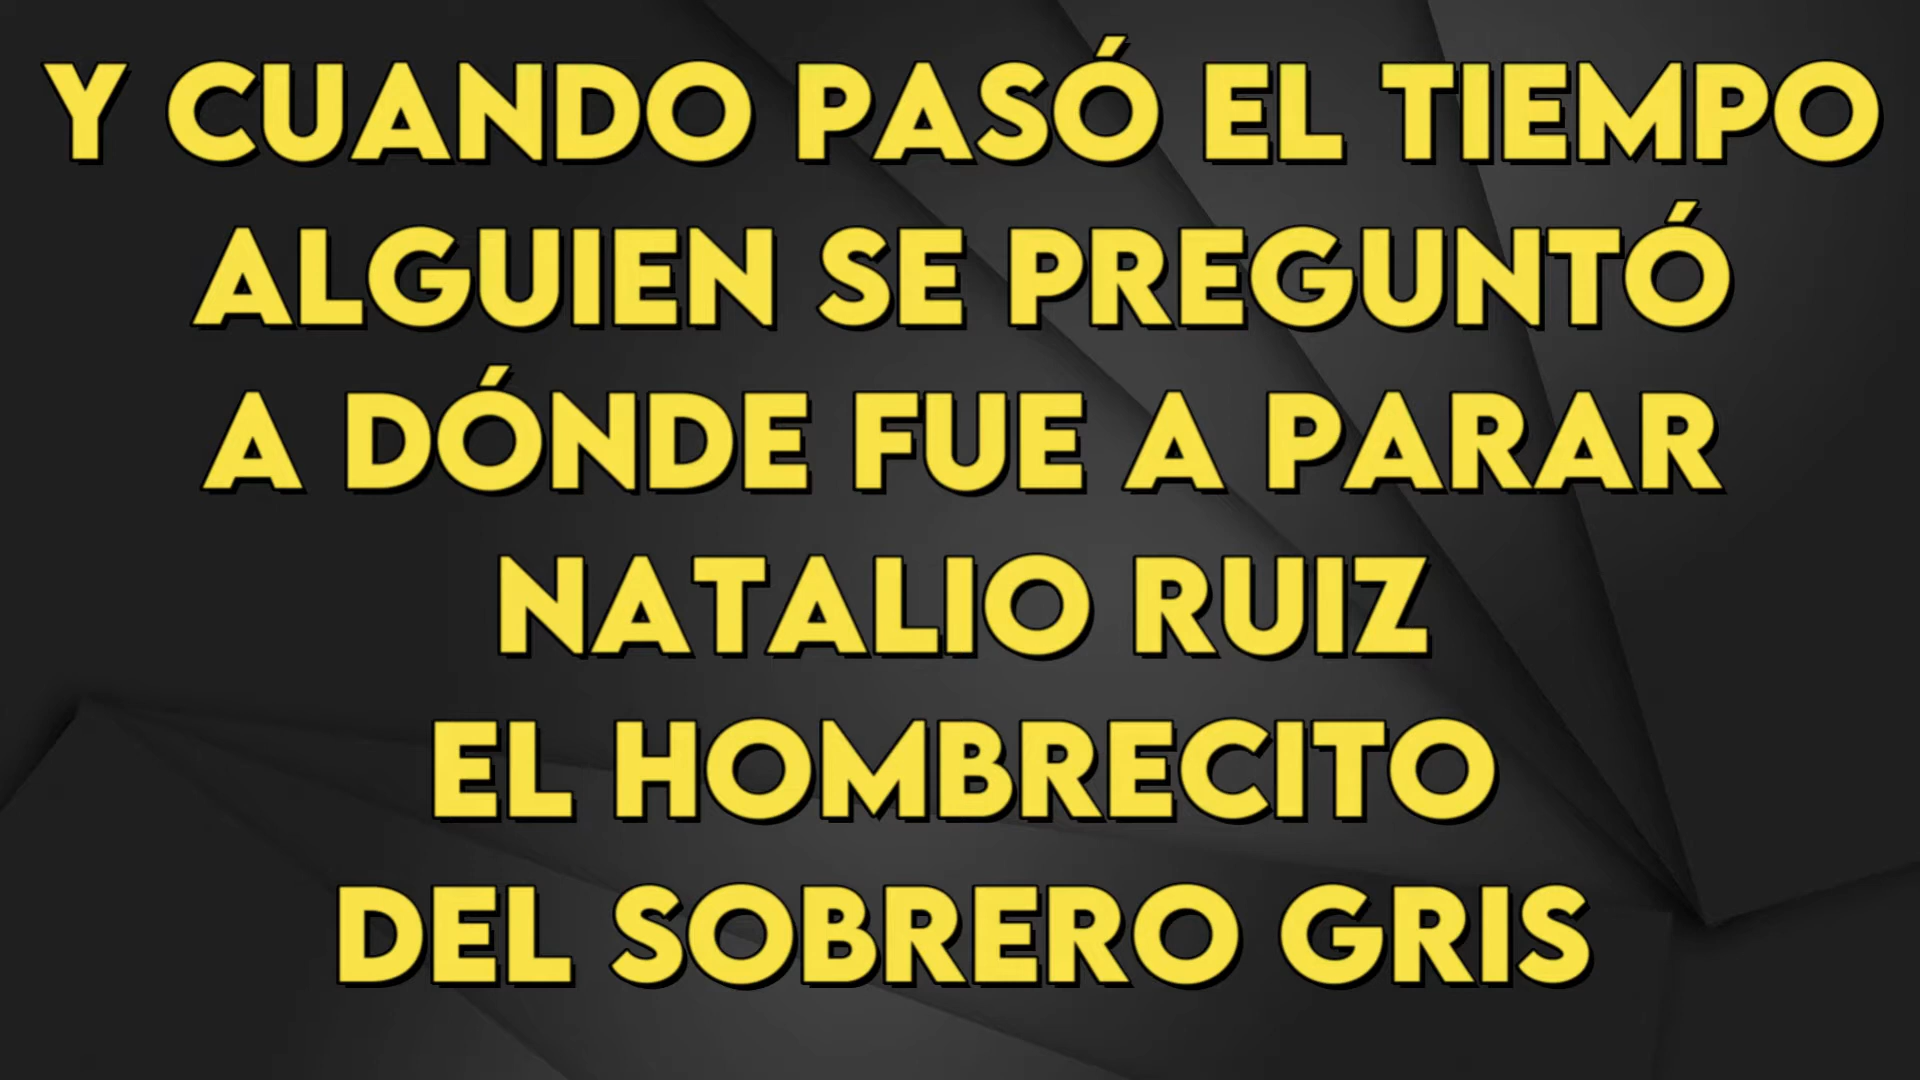 Y CUANDO PASÓ EL TIEMPO
ALGUIEN SE PREGUNTÓ
A DÓNDE FUE A PARAR
NATALIO RUIZ
EL HOMBRECITO
DEL SOBRERO GRIS